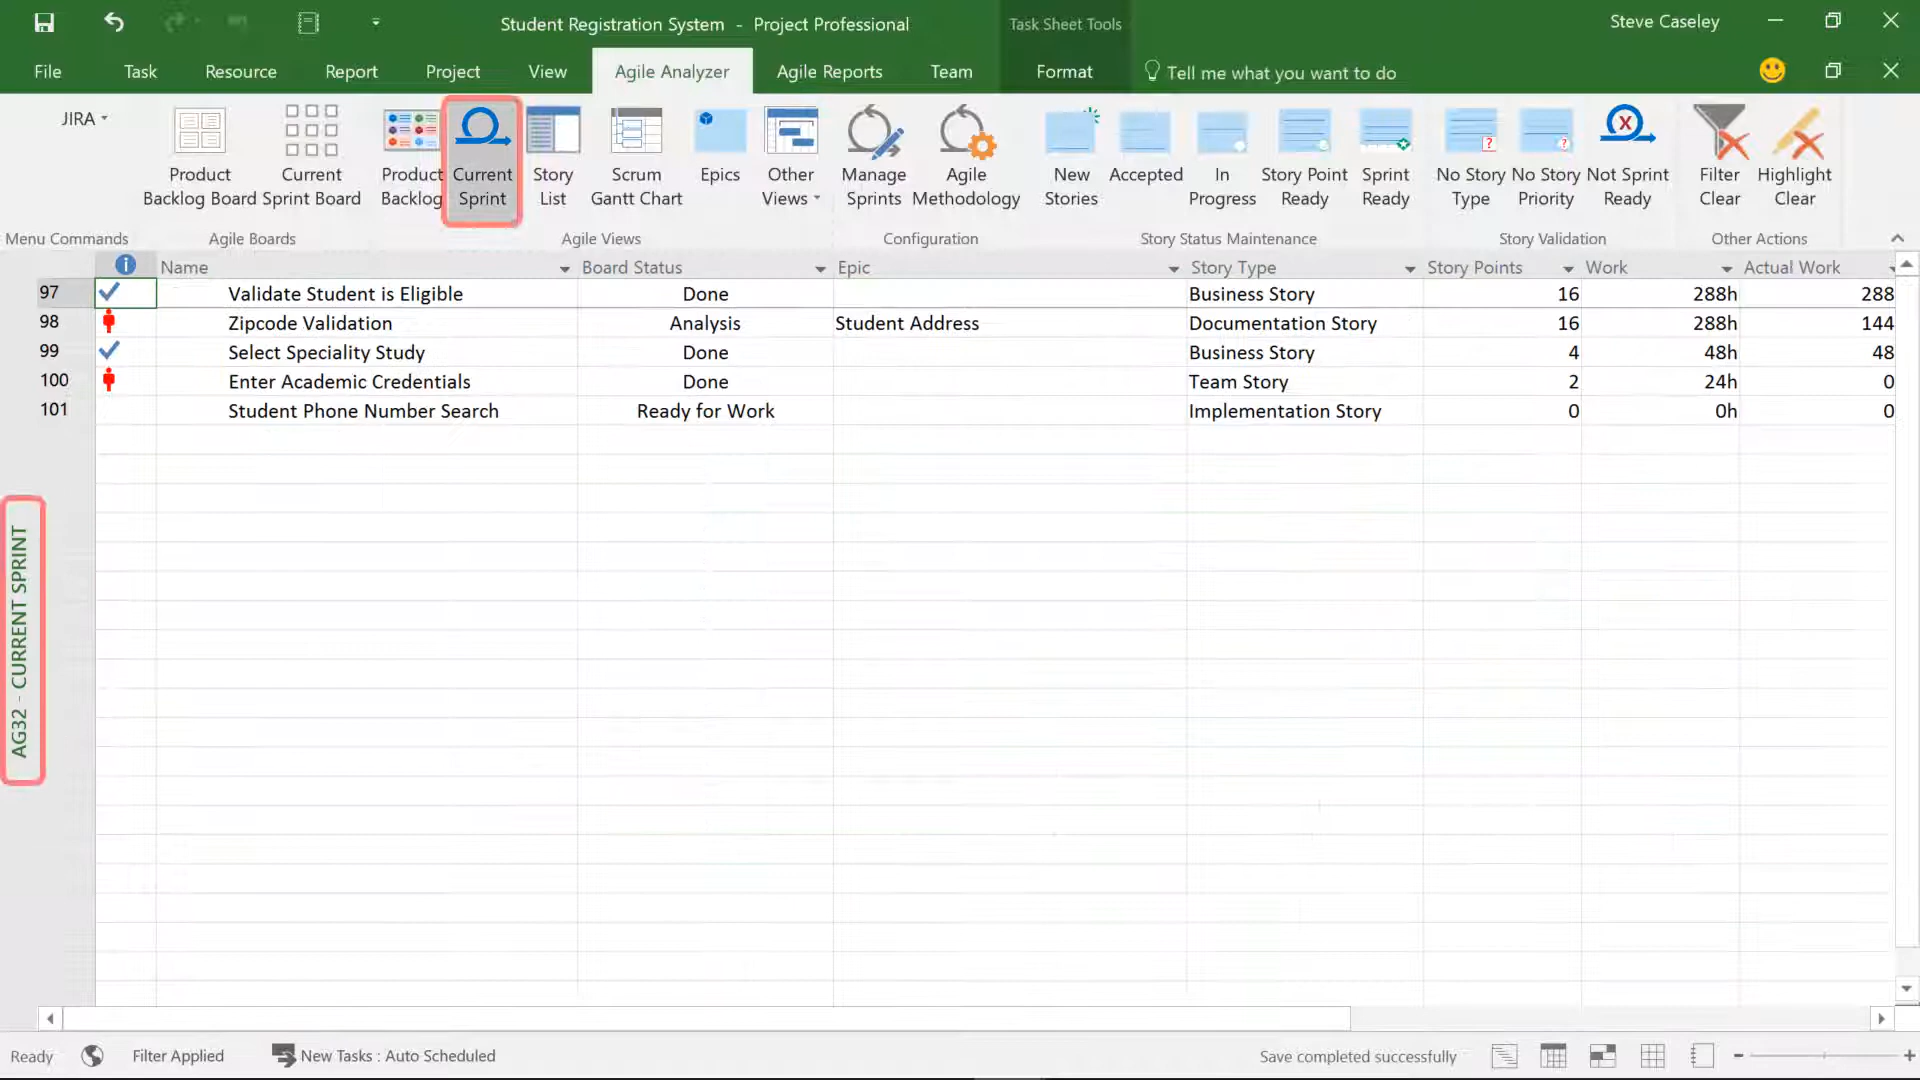 Student Registration System - Project Professional
Task Sheet Tools
Steve Caseley
File Task Resource Report Project View Agile Analyzer Agile Reports Team Format Tell me what you want to do
JIRA
Product Backlog Board
Current Sprint Board
Product Backlog
Current Sprint
Story List
Scrum Gantt Chart
Epics
Other Views
Manage Sprints
Agile Methodology
New Stories
Accepted
In Progress
Story Point Ready
Sprint Ready
No Story Type
No Story Priority
Not Sprint Ready
Filter Clear
Highlight Clear
Menu Commands Agile Boards Agile Views Configuration Story Status Maintenance Story Validation Other Actions
Name Board Status Epic Story Type Story Points Work Actual Work
97 Validate Student is Eligible Done Business Story 16 288h 288
98 Zipcode Validation Analysis Student Address Documentation Story 16 288h 144
99 Select Speciality Study Done Business Story 4 48h 48
100 Enter Academic Credentials Done Team Story 2 24h 0
101 Student Phone Number Search Ready for Work Implementation Story 0 0h 0
AG32 - CURRENT SPRINT
Ready Filter Applied New Tasks : Auto Scheduled Save completed successfully